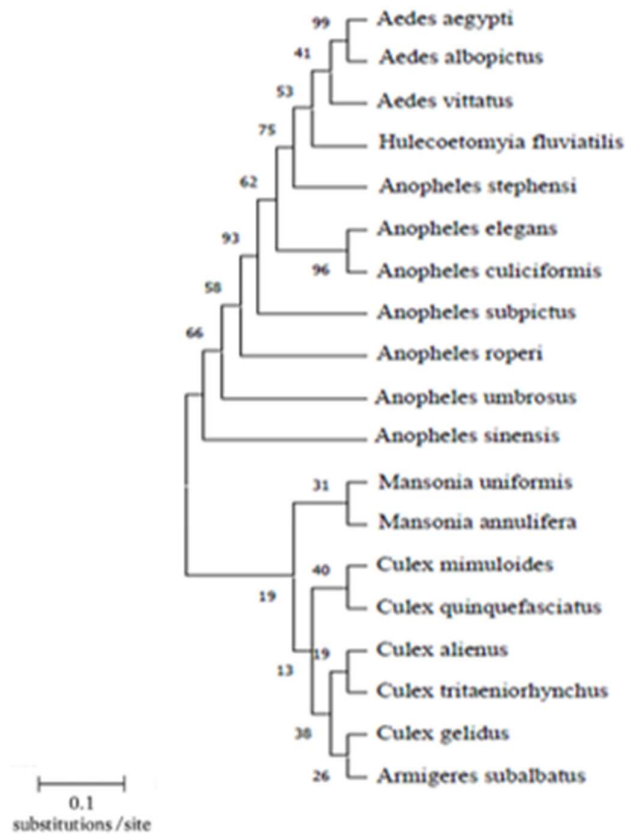 99
Aedes aegypti
41
Aedes albopictus
53
Aedes vittatus
75
Hulecoetomyia fluviatilis
62
Anopheles stephensi
93
Anopheles elegans
96
Anopheles culiciformis
58
Anopheles subpictus
66
Anopheles roperi
Anopheles umbrosus
Anopheles sinensis
31
Mansonia uniformis
Mansonia annulifera
40
Culex mimuloides
19
Culex quinquefasciatus
19
Culex alienus
13
Culex tritaeniorhynchus
38
Culex gelidus
26
Armigeres subalbatus
0.1
substitutions/site